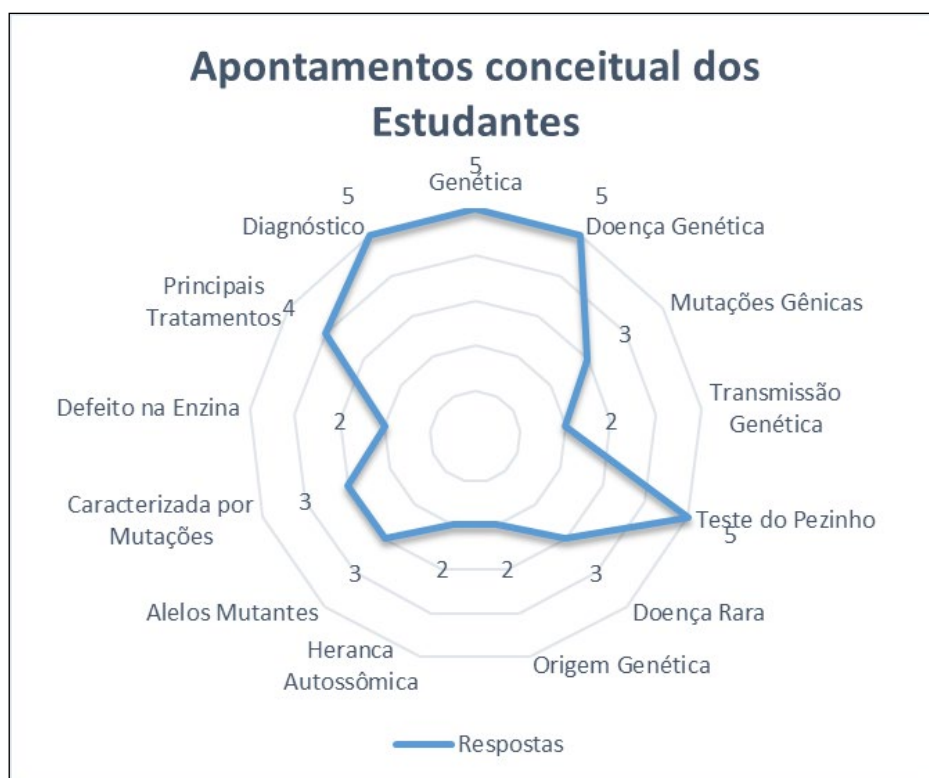 Apontamentos conceitual dos
Estudantes
5
Genética
5
Doença Genética
3
Mutações Gênicas
2
Transmissão
Genética
5
Teste do Pezinho
3
Doença Rara
2
Origem Genética
2
Heranca
Autossômica
3
Alelos Mutantes
3
Caracterizada por
Mutações
2
Defeito na Enzina
4
Principais
Tratamentos
5
Diagnóstico
Respostas